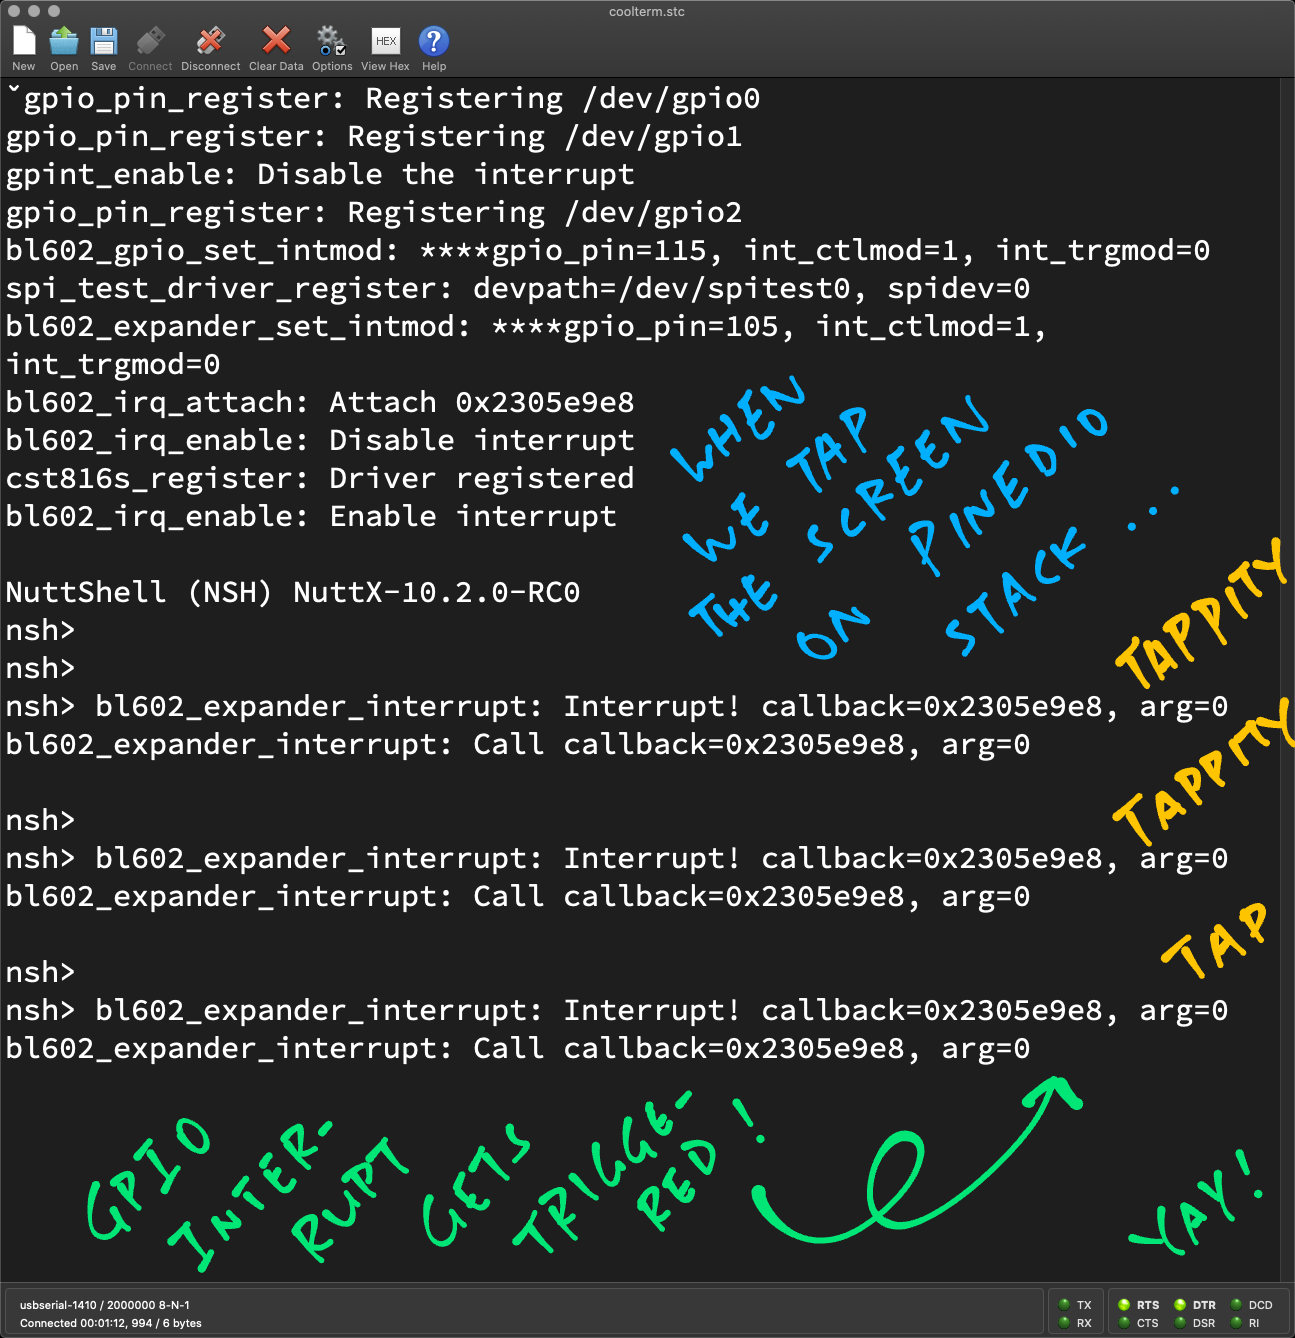 coolterm.stc
New Open Save Connect Disconnect Clear Data Options View Hex Help
HEX
ˇgpio_pin_register: Registering /dev/gpio0
gpio_pin_register: Registering /dev/gpio1
gpint_enable: Disable the interrupt
gpio_pin_register: Registering /dev/gpio2
bl602_gpio_set_intmod: ****gpio_pin=115, int_ctlmod=1, int_trgmod=0
spi_test_driver_register: devpath=/dev/spitest0, spidev=0
bl602_expander_set_intmod: ****gpio_pin=105, int_ctlmod=1,
int_trgmod=0
bl602_irq_attach: Attach 0x2305e9e8
bl602_irq_enable: Disable interrupt
cst816s_register: Driver registered
bl602_irq_enable: Enable interrupt
WHEN
WE TAP
THE SCREEN
ON PINEDIO
STACK ...
NuttShell (NSH) NuttX-10.2.0-RC0
nsh>
nsh>
TAPPITY
nsh> bl602_expander_interrupt: Interrupt! callback=0x2305e9e8, arg=0
bl602_expander_interrupt: Call callback=0x2305e9e8, arg=0
TAPPITY
nsh>
nsh> bl602_expander_interrupt: Interrupt! callback=0x2305e9e8, arg=0
bl602_expander_interrupt: Call callback=0x2305e9e8, arg=0
TAP
nsh>
nsh> bl602_expander_interrupt: Interrupt! callback=0x2305e9e8, arg=0
bl602_expander_interrupt: Call callback=0x2305e9e8, arg=0
GPIO
INTER-
RUPT
GETS
TRIGGE-
RED!
YAY!
usbserial-1410 / 2000000 8-N-1
Connected 00:01:12, 994 / 6 bytes
TX RTS DTR DCD
RX CTS DSR RI